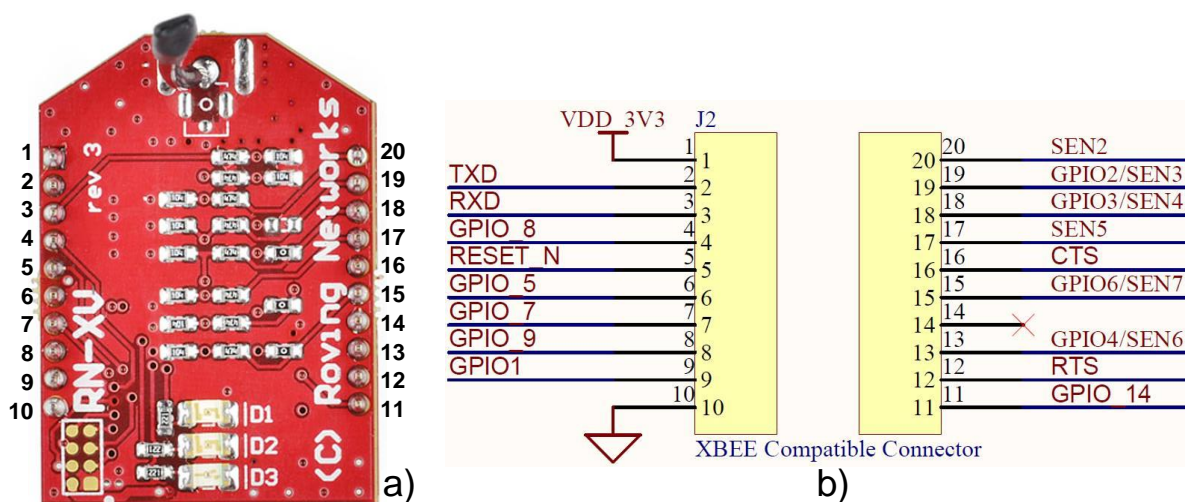 1
2
3
4
5
6
7
8
9
10
20
19
18
17
16
15
14
13
12
11
rev 3
RN-XV
Roving Networks
(C)
D1
D2
D3
221
221
a)
VDD_3V3
J2
1
1
TXD
2
2
RXD
3
3
GPIO_8
4
4
RESET_N
5
5
GPIO_5
6
6
GPIO_7
7
7
GPIO_9
8
8
GPIO1
9
9
10
10
20
20
SEN2
19
19
GPIO2/SEN3
18
18
GPIO3/SEN4
17
17
SEN5
16
16
CTS
15
15
GPIO6/SEN7
14
14
13
13
GPIO4/SEN6
12
12
RTS
11
11
GPIO_14
XBEE Compatible Connector
b)